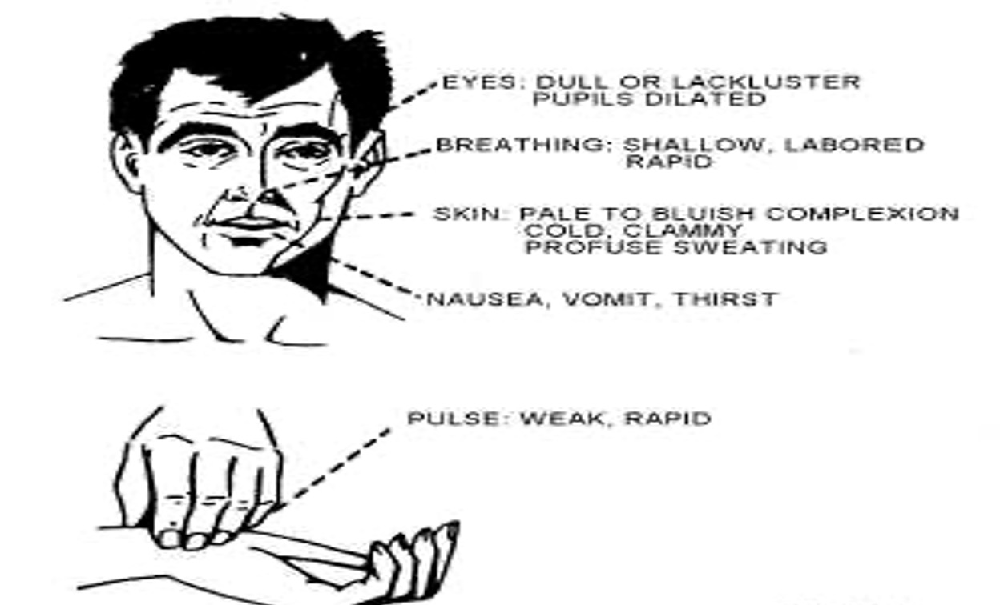 EYES: DULL OR LACKLUSTER
PUPILS DILATED
BREATHING: SHALLOW, LABORED
RAPID
SKIN: PALE TO BLUISH COMPLEXION
COLD, CLAMMY
PROFUSE SWEATING
NAUSEA, VOMIT, THIRST
PULSE: WEAK, RAPID